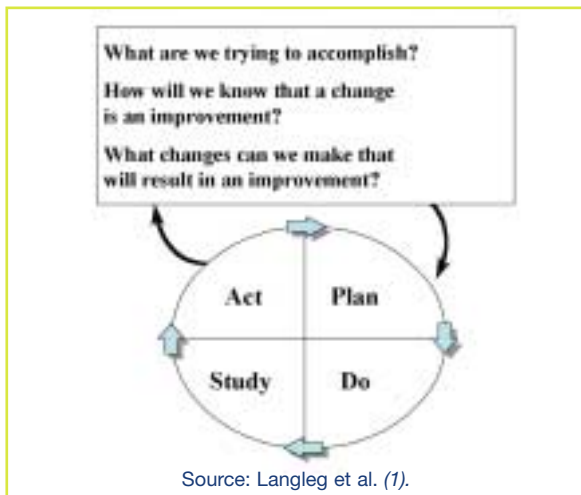 What are we trying to accomplish?
How will we know that a change
is an improvement?
What changes can we make that
will result in an improvement?
Act
Plan
Study
Do
Source: Langleg et al. (1).